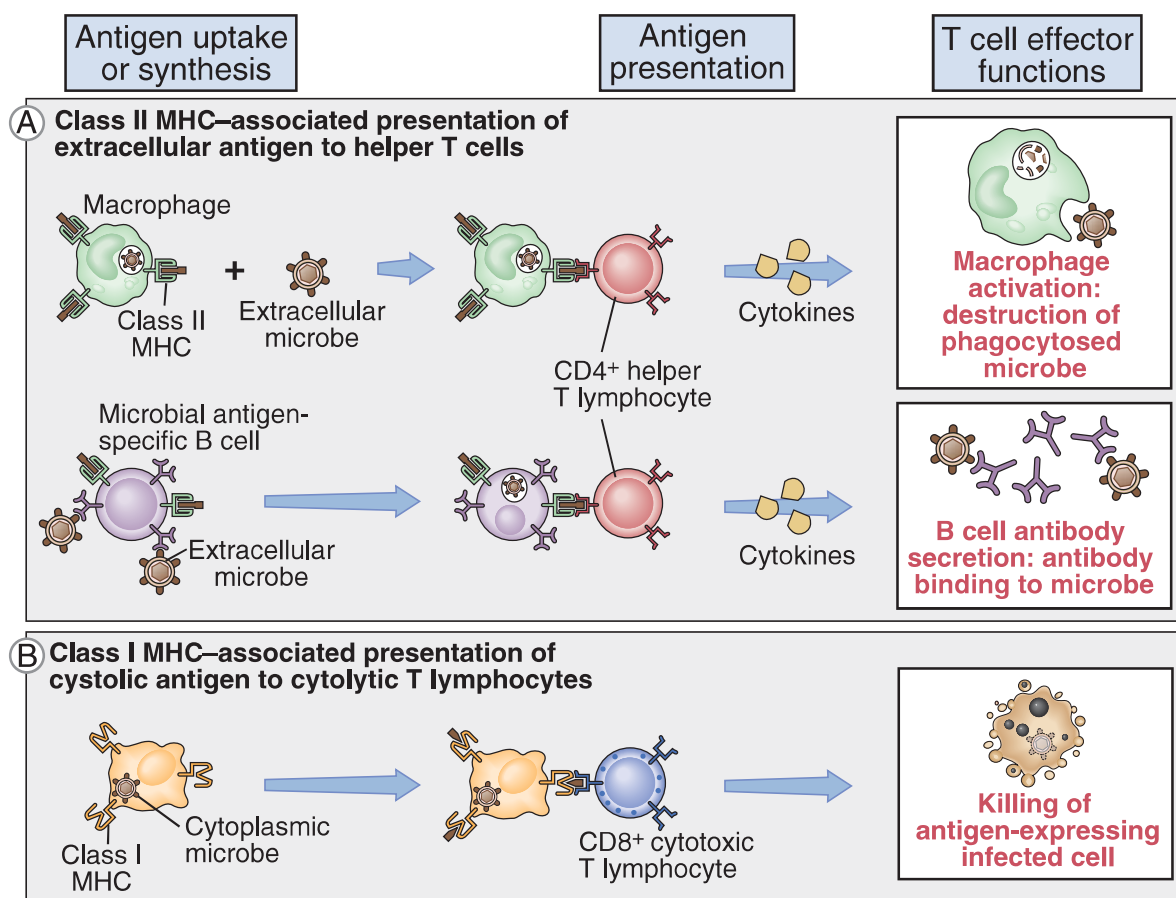 Antigen uptake
or synthesis
Antigen
presentation
T cell effector
functions
A
Class II MHC–associated presentation of
extracellular antigen to helper T cells
Macrophage
Class II
MHC
Extracellular
microbe
CD4+ helper
T lymphocyte
Cytokines
Macrophage
activation:
destruction of
phagocytosed
microbe
Microbial antigen-
specific B cell
Extracellular
microbe
Cytokines
B cell antibody
secretion: antibody
binding to microbe
B
Class I MHC–associated presentation of
cystolic antigen to cytolytic T lymphocytes
Cytoplasmic
microbe
Class I
MHC
CD8+ cytotoxic
T lymphocyte
Killing of
antigen-expressing
infected cell